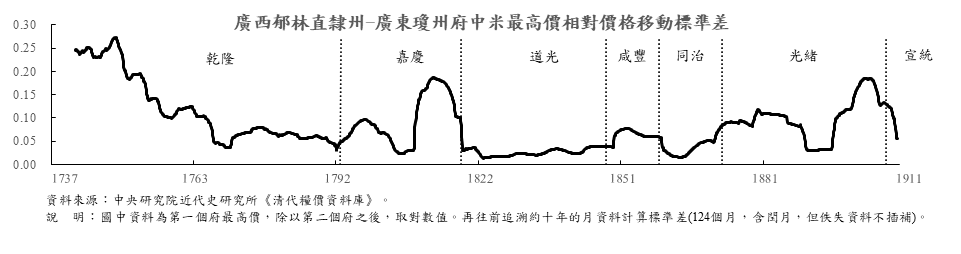 廣西郁林直隸州-廣東瓊州府中米最高價相對價格移動標準差
0.30
0.25
0.20
0.15
0.10
0.05
0.00
乾隆 嘉慶 道光 咸豐 同治 光緒 宣統
1737 1763 1792 1822 1851 1881 1911
資料來源：中央研究院近代史研究所《清代糧價資料庫》。
說　明：圖中資料為第一個府最高價，除以第二個府之後，取對數值。再往前追溯約十年的月資料計算標準差(124個月，含閏月，但佚失資料不插補)。